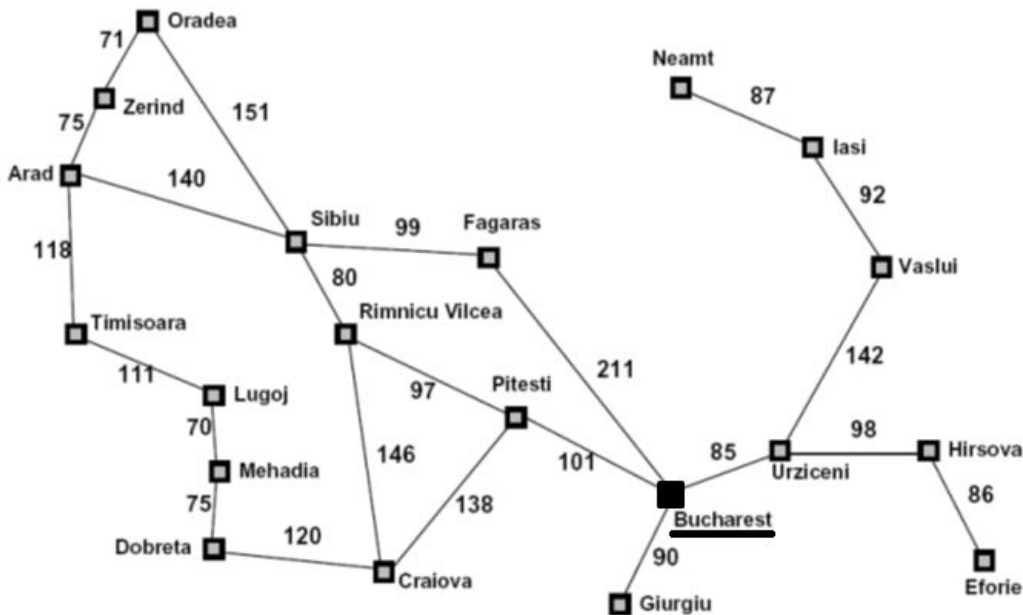 Oradea
71
Neamt
87
Zerind
151
75
Iasi
Arad
140
92
Sibiu
99
Fagaras
118
80
Vaslui
Rimnicu Vilcea
Timisoara
142
211
111
Lugoj
97
Pitesti
70
98
146
101
85
Hirsova
Mehadia
Urziceni
75
138
86
Bucharest
120
Dobreta
90
Craiova
Eforie
Giurgiu